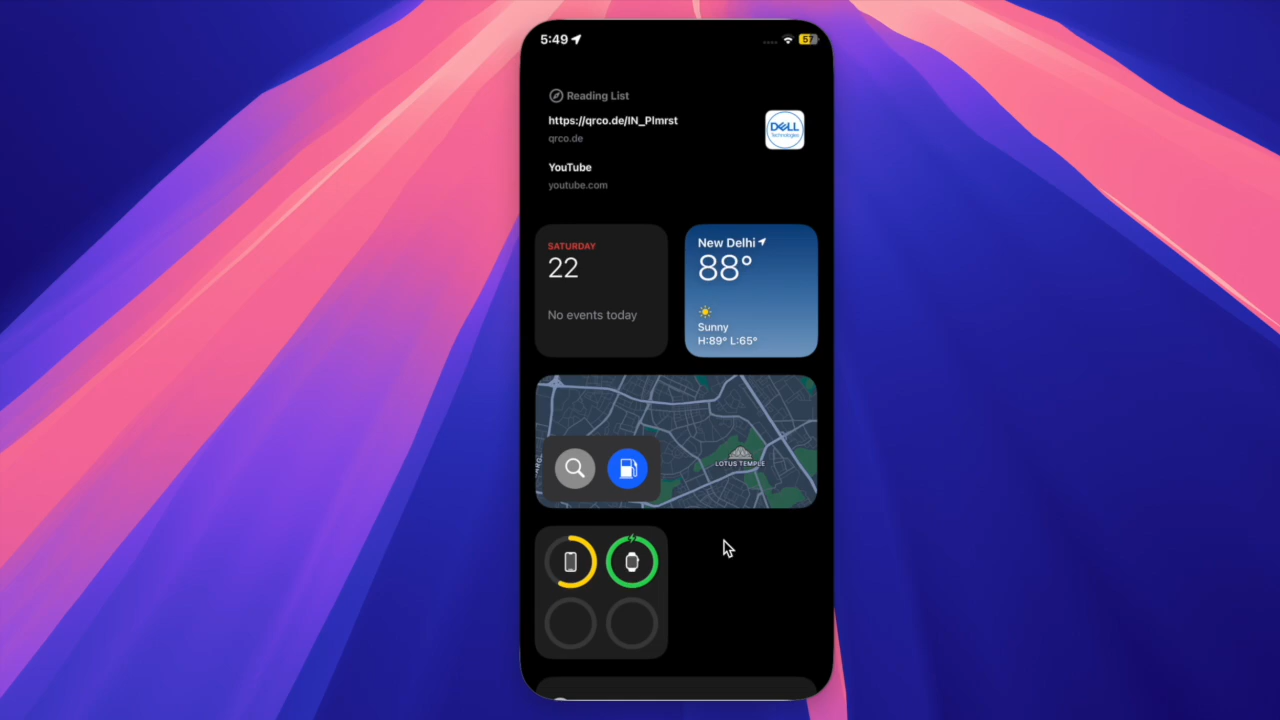 5:49
57
Reading List
https://qrco.de/IN_Plmrst
qrco.de
DELL
Technologies
YouTube
youtube.com
SATURDAY
22
No events today
New Delhi
88°
Sunny
H:89° L:65°
LOTUS TEMPLE